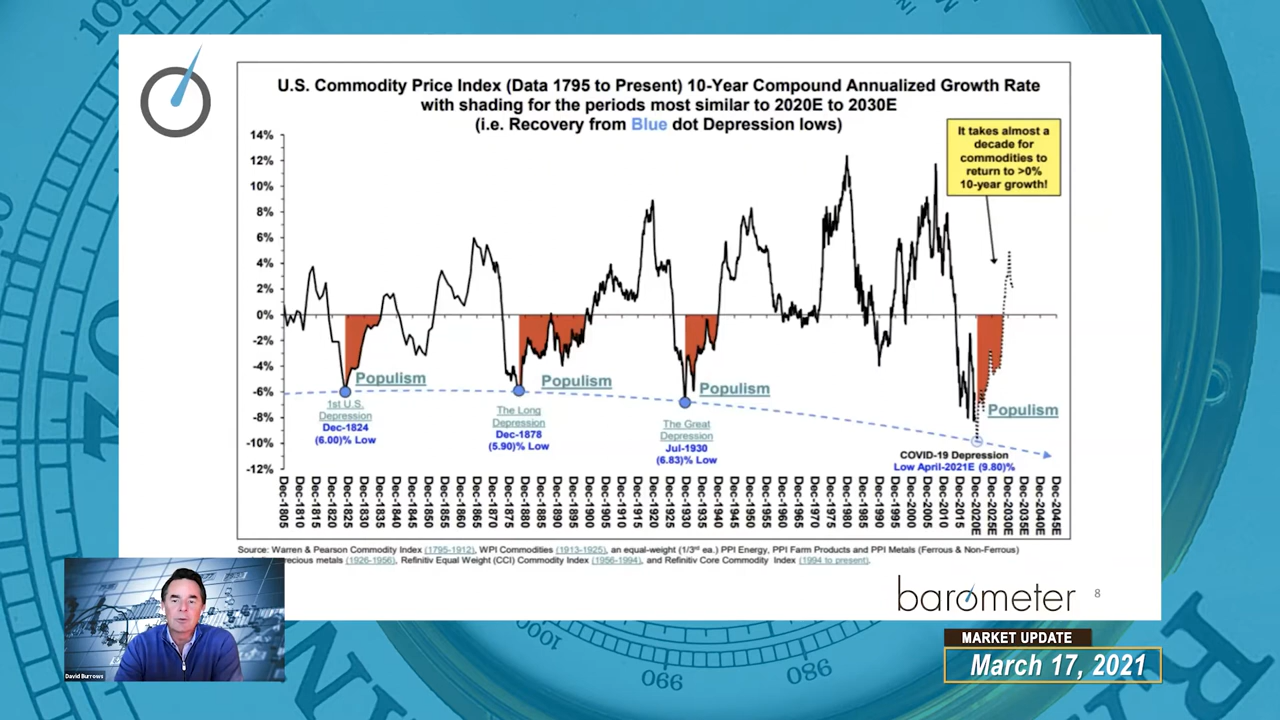 U.S. Commodity Price Index (Data 1795 to Present) 10-Year Compound Annualized Growth Rate
with shading for the periods most similar to 2020E to 2030E
(i.e. Recovery from Blue dot Depression lows)
It takes almost a
decade for
commodities to
return to >0%
10-year growth!
14%
12%
10%
8%
6%
4%
2%
0%
-2%
-4%
-6%
-8%
-10%
-12%
Populism
1st U.S.
Depression
Dec-1824
(6.00)% Low
Populism
The Long
Depression
Dec-1878
(5.90)% Low
Populism
The Great
Depression
Jul-1930
(6.83)% Low
Populism
COVID-19 Depression
Low April-2021E (9.80)%
Dec-1805
Dec-1810
Dec-1815
Dec-1820
Dec-1825
Dec-1830
Dec-1835
Dec-1840
Dec-1845
Dec-1850
Dec-1855
Dec-1860
Dec-1865
Dec-1870
Dec-1875
Dec-1880
Dec-1885
Dec-1890
Dec-1895
Dec-1900
Dec-1905
Dec-1910
Dec-1915
Dec-1920
Dec-1925
Dec-1930
Dec-1935
Dec-1940
Dec-1945
Dec-1950
Dec-1955
Dec-1960
Dec-1965
Dec-1970
Dec-1975
Dec-1980
Dec-1985
Dec-1990
Dec-1995
Dec-2000
Dec-2005
Dec-2010
Dec-2015
Dec-2020E
Dec-2025E
Dec-2030E
Dec-2035E
Dec-2040E
Dec-2045E
Source: Warren & Pearson Commodity Index (1795-1912), WPI Commodities (1913-1925), an equal-weight (1/3rd ea.) PPI Energy, PPI Farm Products and PPI Metals (Ferrous & Non-Ferrous)
recious metals (1926-1956), Refinitiv Equal Weight (CCI) Commodity Index (1956-1994), and Refinitiv Core Commodity Index (1994 to present).
barometer
8
David Burrows
MARKET UPDATE
March 17, 2021
1000
990
980